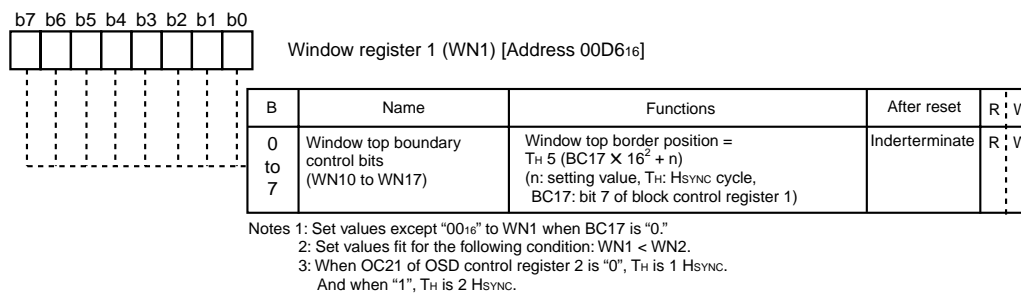 b7 b6 b5 b4 b3 b2 b1 b0
Window register 1 (WN1) [Address 00D616]
B Name Functions After reset R W
0 to 7
Window top boundary control bits (WN10 to WN17)
Window top border position =
TH 5 (BC17 X 16² + n)
(n: setting value, TH: HSYNC cycle,
BC17: bit 7 of block control register 1)
Inderterminate R W
Notes 1: Set values except “0016” to WN1 when BC17 is “0.”
2: Set values fit for the following condition: WN1 < WN2.
3: When OC21 of OSD control register 2 is “0”, TH is 1 HSYNC.
And when “1”, TH is 2 HSYNC.